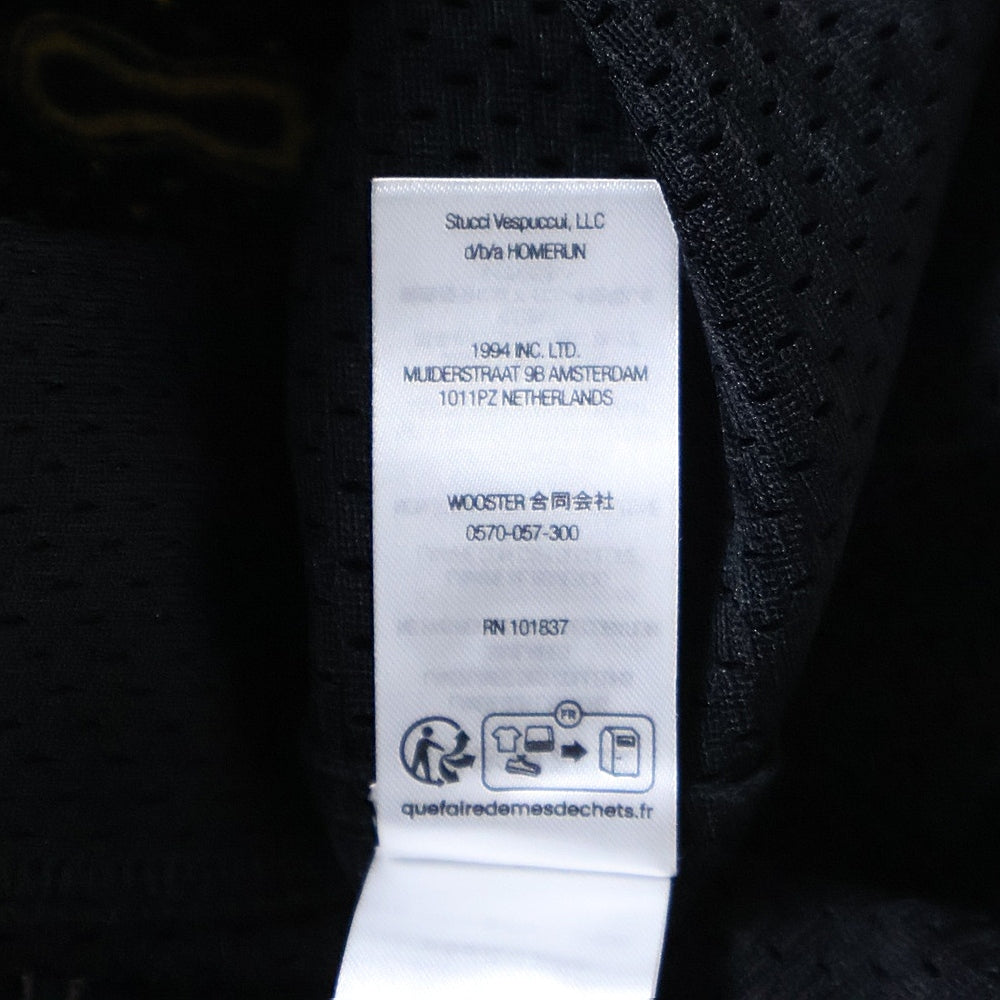 Stucci Vespuccui, LLC
d/b/a HOMERUN
1994 INC. LTD.
MUIDERSTRAAT 9B AMSTERDAM
1011PZ NETHERLANDS
WOOSTER 合同会社
0570-057-300
RN 101837
FR
quefairedemesdechets.fr